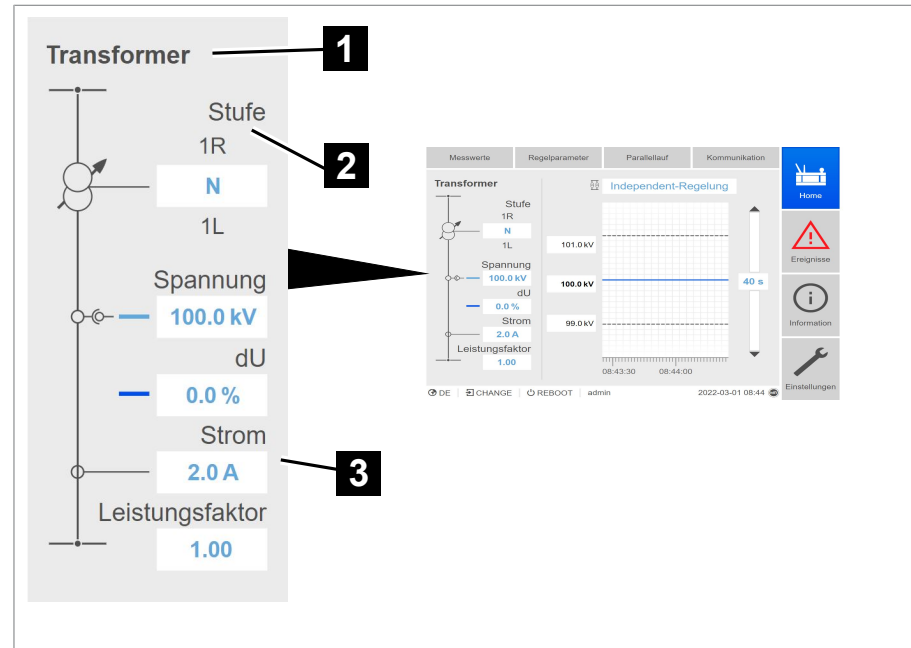 Transformer
1
Stufe
2
1R
N
1L
Spannung
100.0 kV
dU
0.0 %
Strom
3
2.0 A
Leistungsfaktor
1.00
Messwerte
Regelparameter
Parallellauf
Kommunikation
Transformer
Independent-Regelung
Home
Stufe
1R
N
1L
101.0 kV
Spannung
100.0 kV
100.0 kV
40 s
Ereignisse
dU
0.0 %
Strom
99.0 kV
Information
2.0 A
Leistungsfaktor
1.00
08:43:30
08:44:00
Einstellungen
DE
CHANGE
REBOOT
admin
2022-03-01 08:44